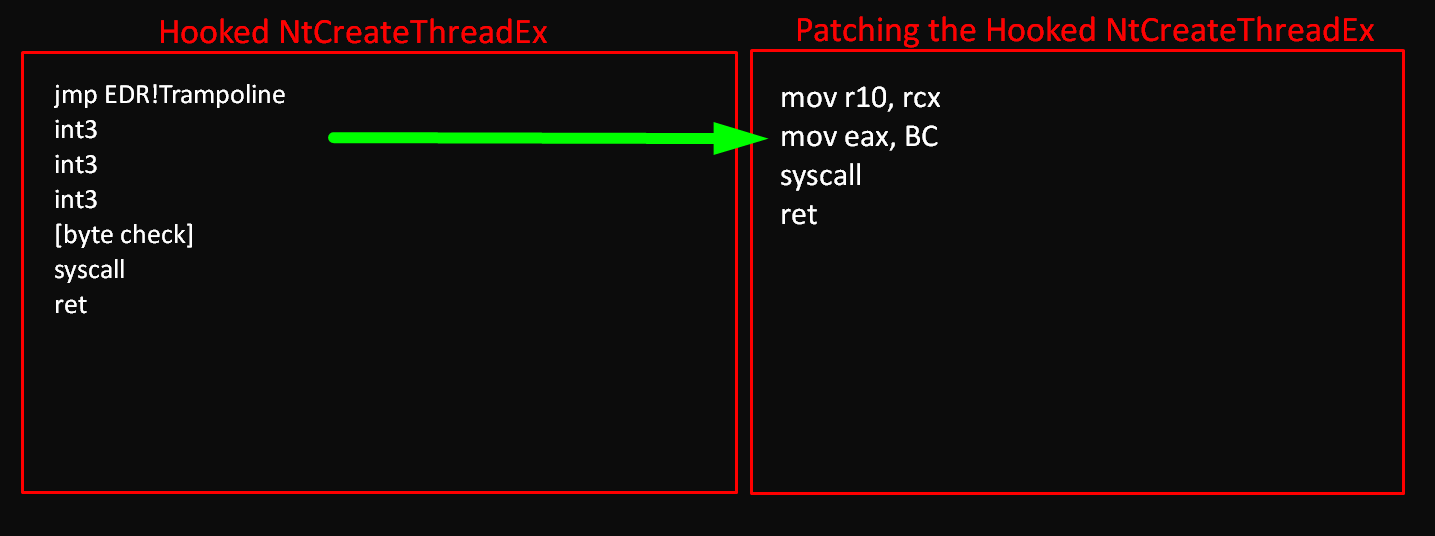 Hooked NtCreateThreadEx
jmp EDR!Trampoline
int3
int3
int3
[byte check]
syscall
ret
Patching the Hooked NtCreateThreadEx
mov r10, rcx
mov eax, BC
syscall
ret